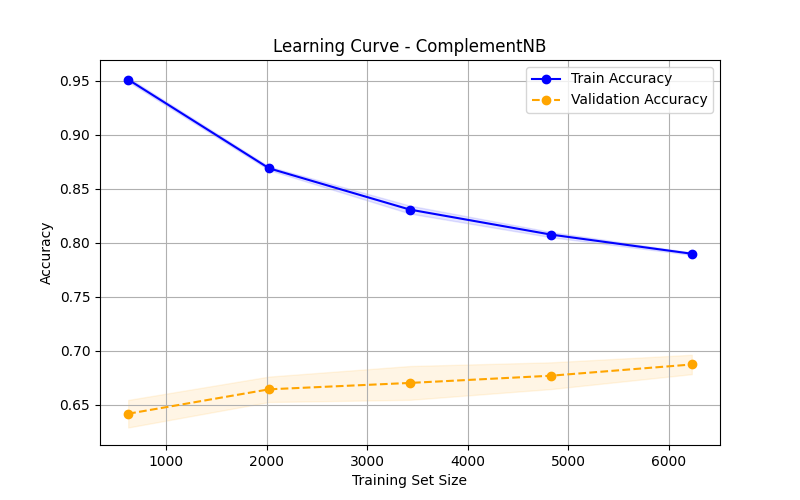 Learning Curve - ComplementNB
Train Accuracy
Validation Accuracy
Accuracy
0.95
0.90
0.85
0.80
0.75
0.70
0.65
1000 2000 3000 4000 5000 6000
Training Set Size